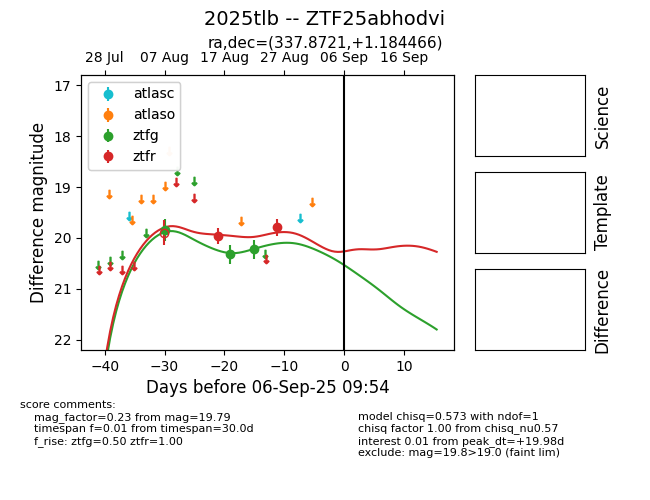 2025tlb -- ZTF25abhodvi
ra,dec=(337.8721,+1.184466)
28 Jul 07 Aug 17 Aug 27 Aug 06 Sep 16 Sep
17
18
19
20
21
22
Difference magnitude
atlasc
atlaso
ztfg
ztfr
−40 −30 −20 −10 0 10
Days before 06-Sep-25 09:54
Science
Template
Difference
score comments:
mag_factor=0.23 from mag=19.79
timespan f=0.01 from timespan=30.0d
f_rise: ztfg=0.50 ztfr=1.00
model chisq=0.573 with ndof=1
chisq factor 1.00 from chisq_nu0.57
interest 0.01 from peak_dt=+19.98d
exclude: mag=19.8>19.0 (faint lim)